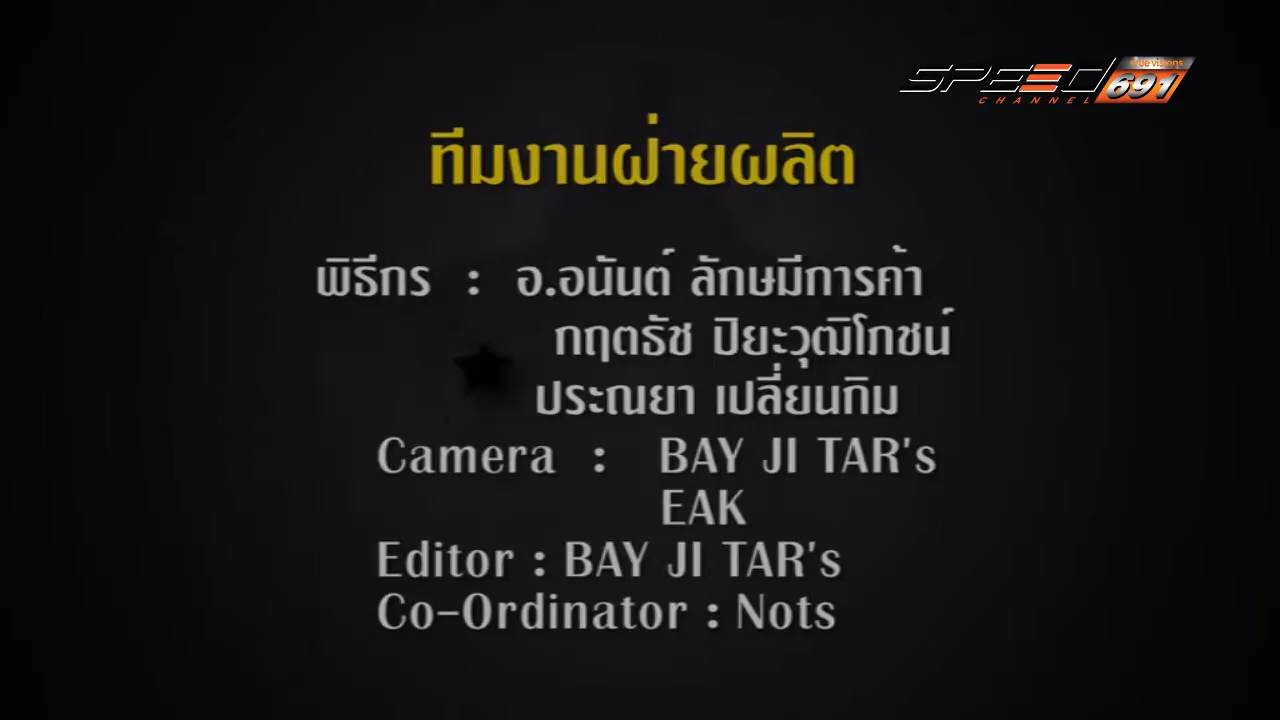 SPEED
CHANNEL
true visions
691
ทีมงานฝ่ายผลิต
พิธีกร : อ.อนันต์ ลักษมีการค้า
กฤตธัช ปิยะวุฒิโภชน์
ประณยา เปลี่ยนกิม
Camera : BAY JI TAR's
EAK
Editor : BAY JI TAR's
Co-Ordinator : Nots